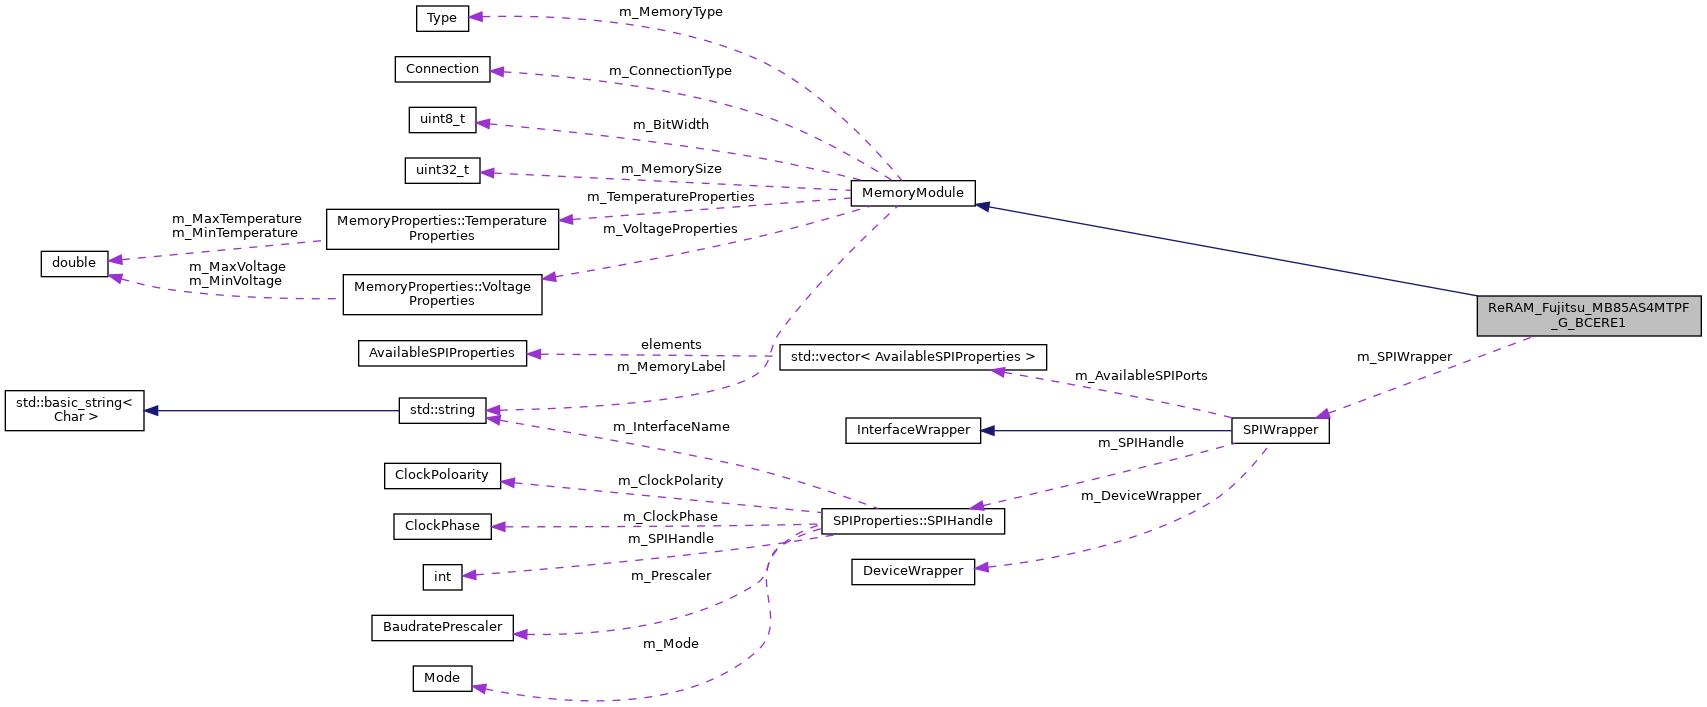 Type
m_MemoryType
Connection
m_ConnectionType
uint8_t
m_BitWidth
uint32_t
m_MemorySize
MemoryModule
m_TemperatureProperties
m_MaxTemperature
m_MinTemperature
MemoryProperties::Temperature
Properties
m_VoltageProperties
double
m_MaxVoltage
m_MinVoltage
MemoryProperties::Voltage
Properties
ReRAM_Fujitsu_MB85AS4MTPF
_G_BCERE1
elements
AvailableSPIProperties
std::vector< AvailableSPIProperties >
m_SPIWrapper
m_MemoryLabel
m_AvailableSPIPorts
std::basic_string<
Char >
std::string
m_InterfaceName
InterfaceWrapper
SPIWrapper
m_SPIHandle
ClockPoloarity
m_ClockPolarity
m_DeviceWrapper
ClockPhase
m_ClockPhase
SPIProperties::SPIHandle
m_SPIHandle
int
m_Prescaler
DeviceWrapper
BaudratePrescaler
m_Mode
Mode